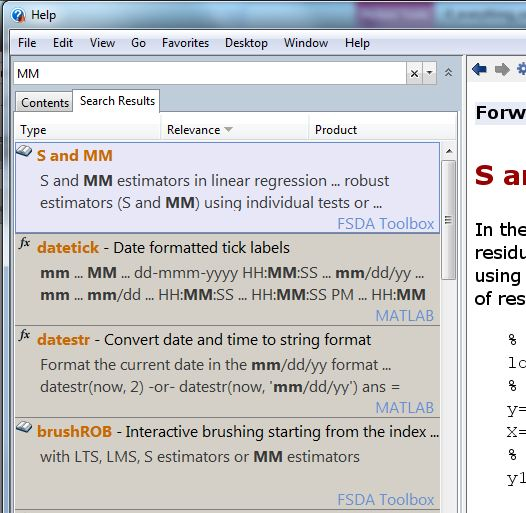 Help
File Edit View Go Favorites Desktop Window Help
MM
Contents Search Results
Type Relevance Product
S and MM
S and MM estimators in linear regression ... robust
estimators (S and MM) using individual tests or ...
FSDA Toolbox
fx datetick - Date formatted tick labels
mm ... MM ... dd-mmm-yyyy HH:MM:SS ... mm/dd/yy ...
mm ... mm/dd ... HH:MM:SS ... HH:MM:SS PM ... HH:MM
MATLAB
fx datestr - Convert date and time to string format
Format the current date in the mm/dd/yy format ...
datestr(now, 2) -or- datestr(now, 'mm/dd/yy') ans =
MATLAB
brushROB - Interactive brushing starting from the index ...
with LTS, LMS, S estimators or MM estimators
FSDA Toolbox
Forw
S a
In the
residu
using
of res
%
lo
%
y=
X=
%
y1